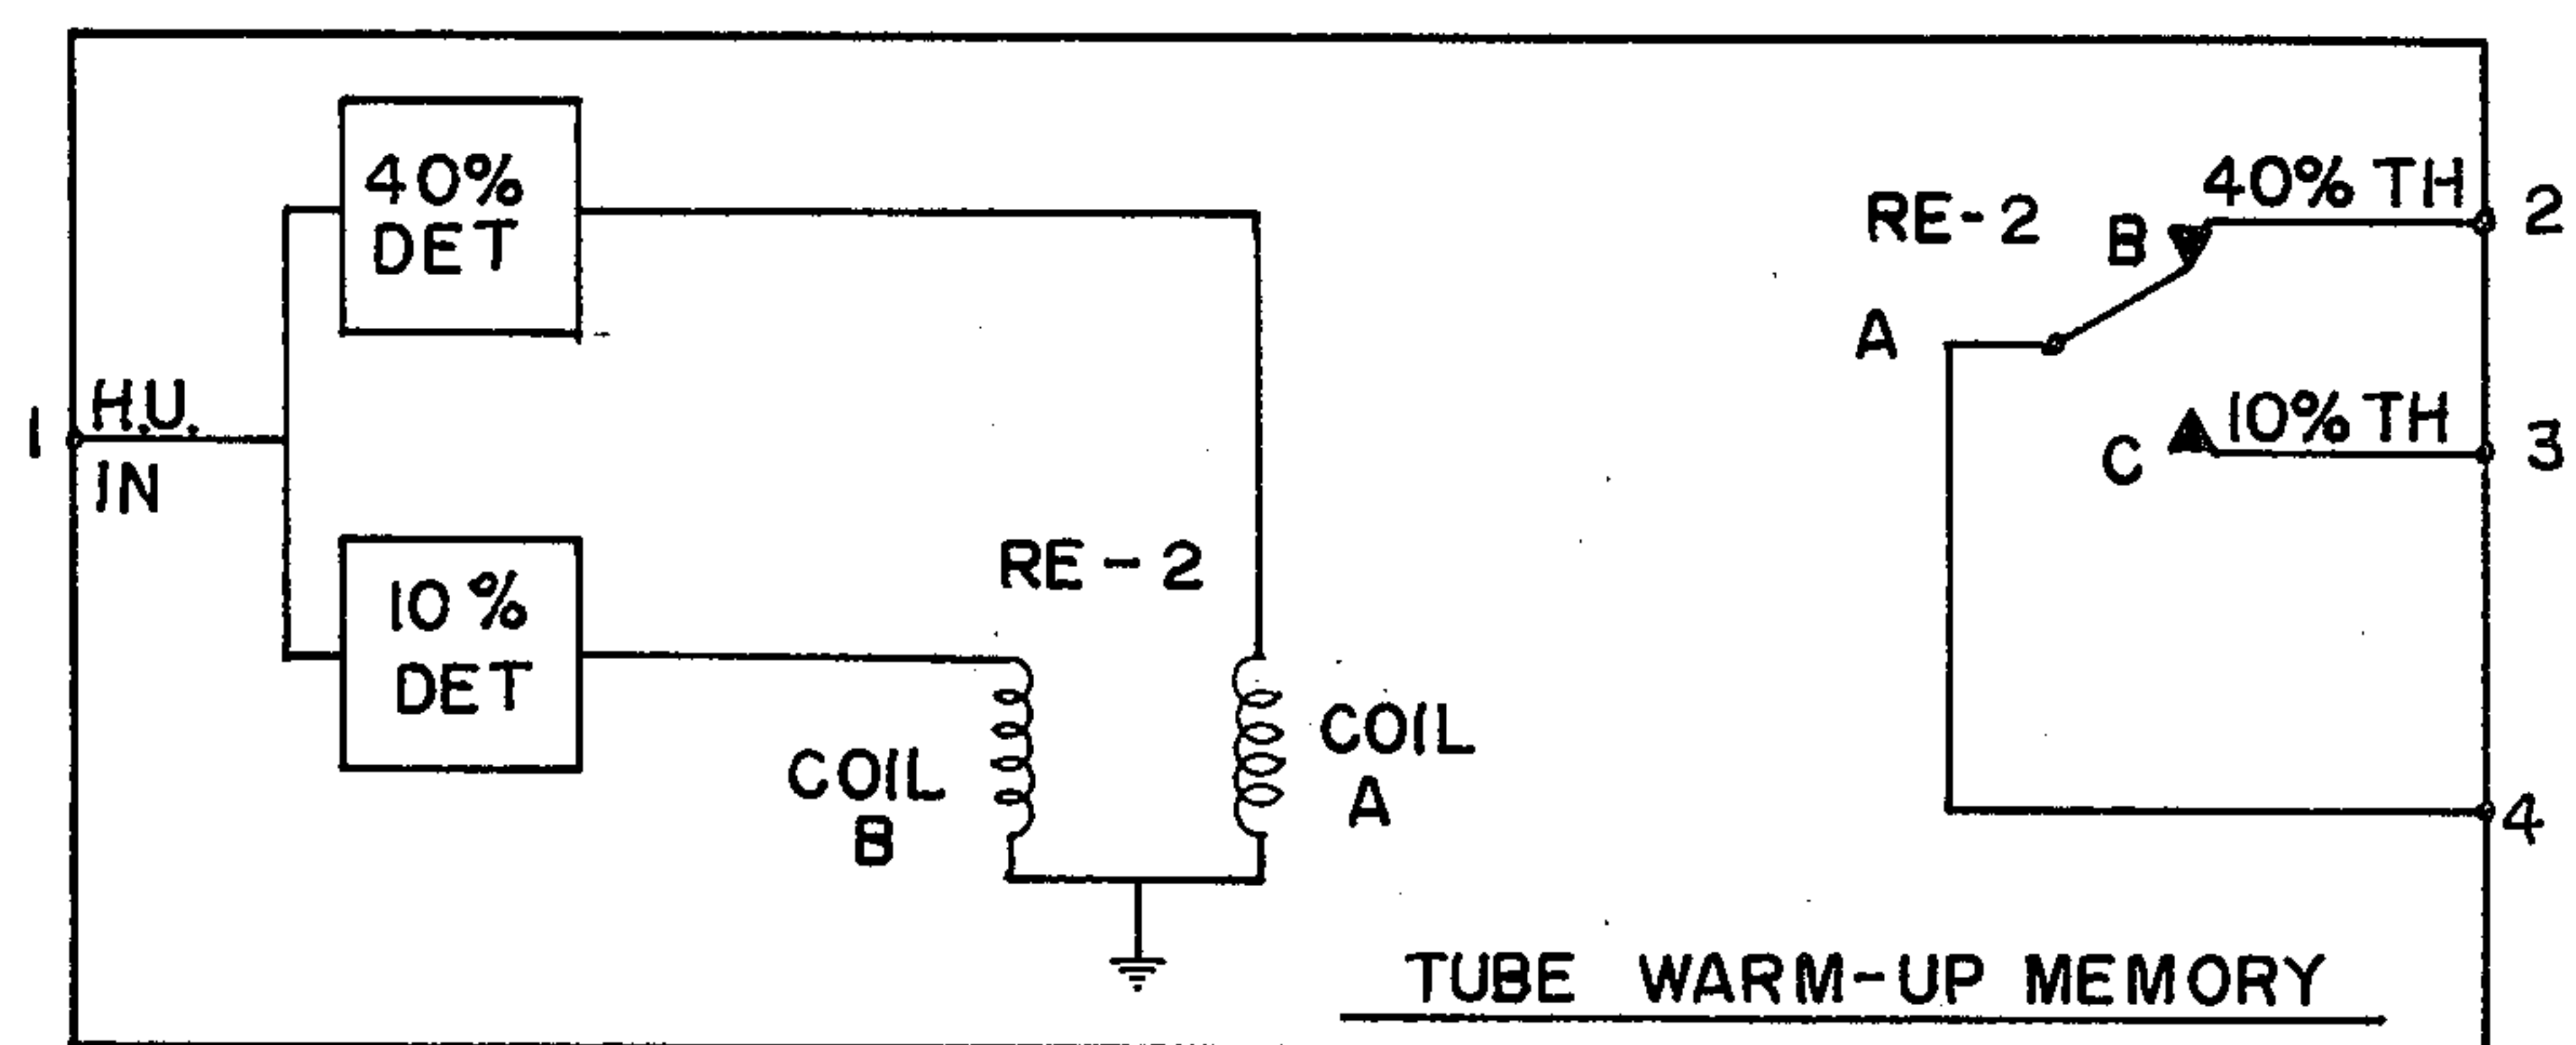 40%
DET
40% TH
2
RE-2
B
A
H.U.
1
IN
10% TH
C
3
RE-2
10%
DET
COIL
B
COIL
A
4
TUBE WARM-UP MEMORY